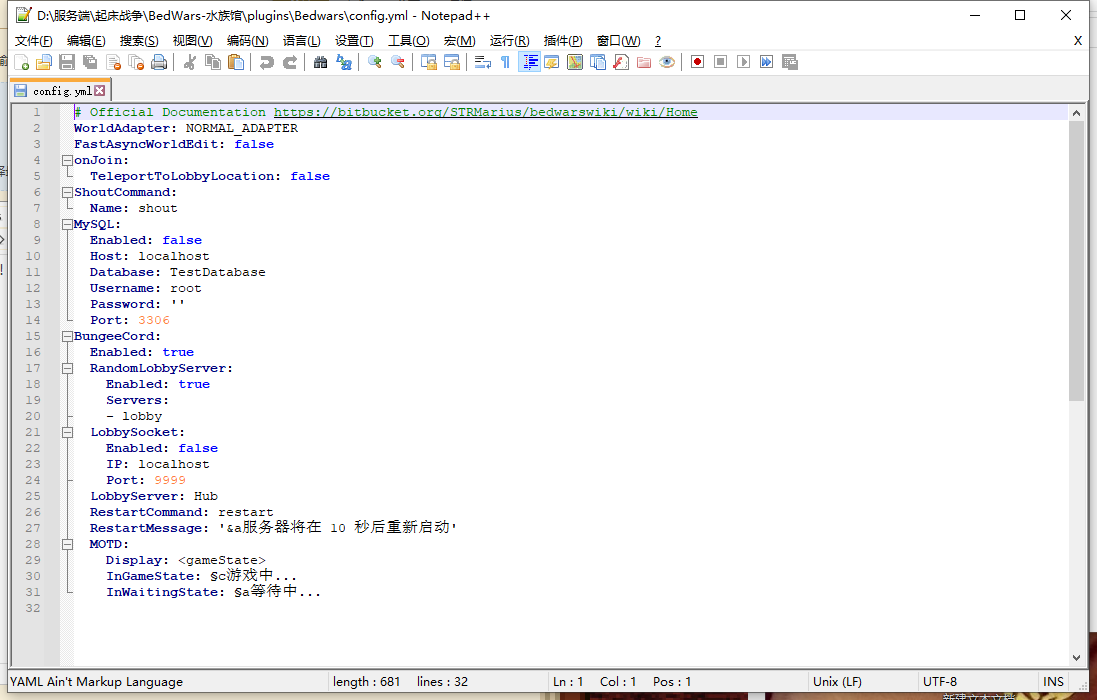 D:\服务端\起床战争\BedWars-水族馆\plugins\Bedwars\config.yml - Notepad++
文件(F) 编辑(E) 搜索(S) 视图(V) 编码(N) 语言(L) 设置(T) 工具(O) 宏(M) 运行(R) 插件(P) 窗口(W) ? X
config.yml
1 # Official Documentation https://bitbucket.org/STRMarius/bedwarswiki/wiki/Home
2 WorldAdapter: NORMAL_ADAPTER
3 FastAsyncWorldEdit: false
4 onJoin:
5 TeleportToLobbyLocation: false
6 ShoutCommand:
7 Name: shout
8 MySQL:
9 Enabled: false
10 Host: localhost
11 Database: TestDatabase
12 Username: root
13 Password: ''
14 Port: 3306
15 BungeeCord:
16 Enabled: true
17 RandomLobbyServer:
18 Enabled: true
19 Servers:
20 - lobby
21 LobbySocket:
22 Enabled: false
23 IP: localhost
24 Port: 9999
25 LobbyServer: Hub
26 RestartCommand: restart
27 RestartMessage: '&a服务器将在 10 秒后重新启动'
28 MOTD:
29 Display: <gameState>
30 InGameState: §c游戏中...
31 InWaitingState: §a等待中...
32
YAML Ain't Markup Language length : 681 lines : 32 Ln : 1 Col : 1 Pos : 1 Unix (LF) UTF-8 INS